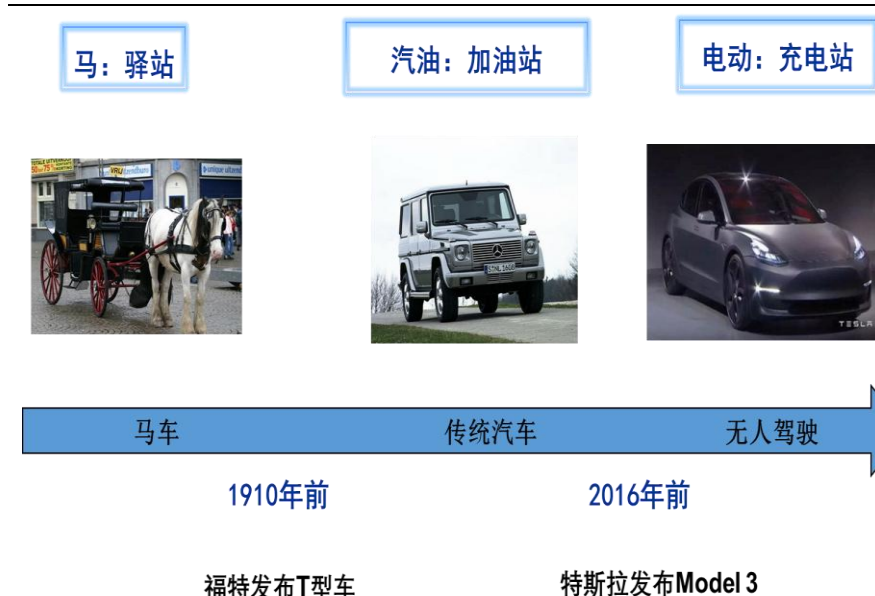 马：驿站
汽油：加油站
电动：充电站
TESLA
马车
传统汽车
无人驾驶
1910年前
2016年前
福特发布T型车
特斯拉发布Model 3